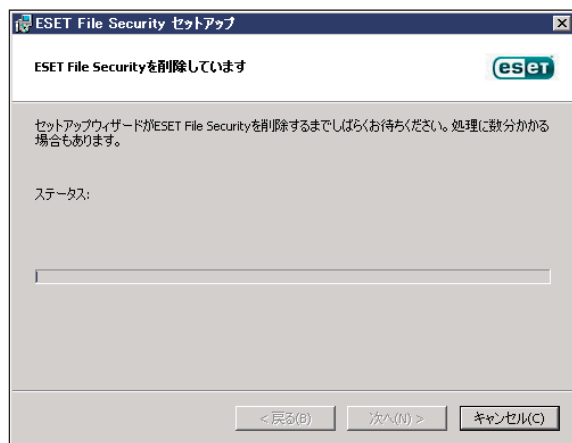 ESET File Security セットアップ
ESET File Securityを削除しています
eset
セットアップウィザードがESET File Securityを削除するまでしばらくお待ちください。処理に数分かかる
場合もあります。
ステータス:
< 戻る(B)
次へ(N) >
キャンセル(C)